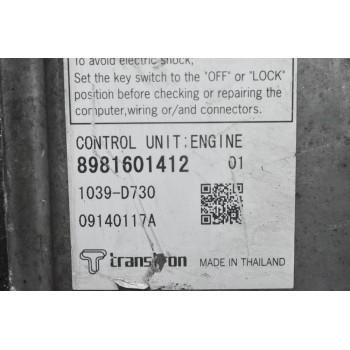 To avoid electric shock,
Set the key switch to the "OFF" or "LOCK"
position before checking or repairing the
computer,wiring or/and connectors.
CONTROL UNIT:ENGINE
8981601412 01
1039-D730
09140117A
transtron MADE IN THAILAND